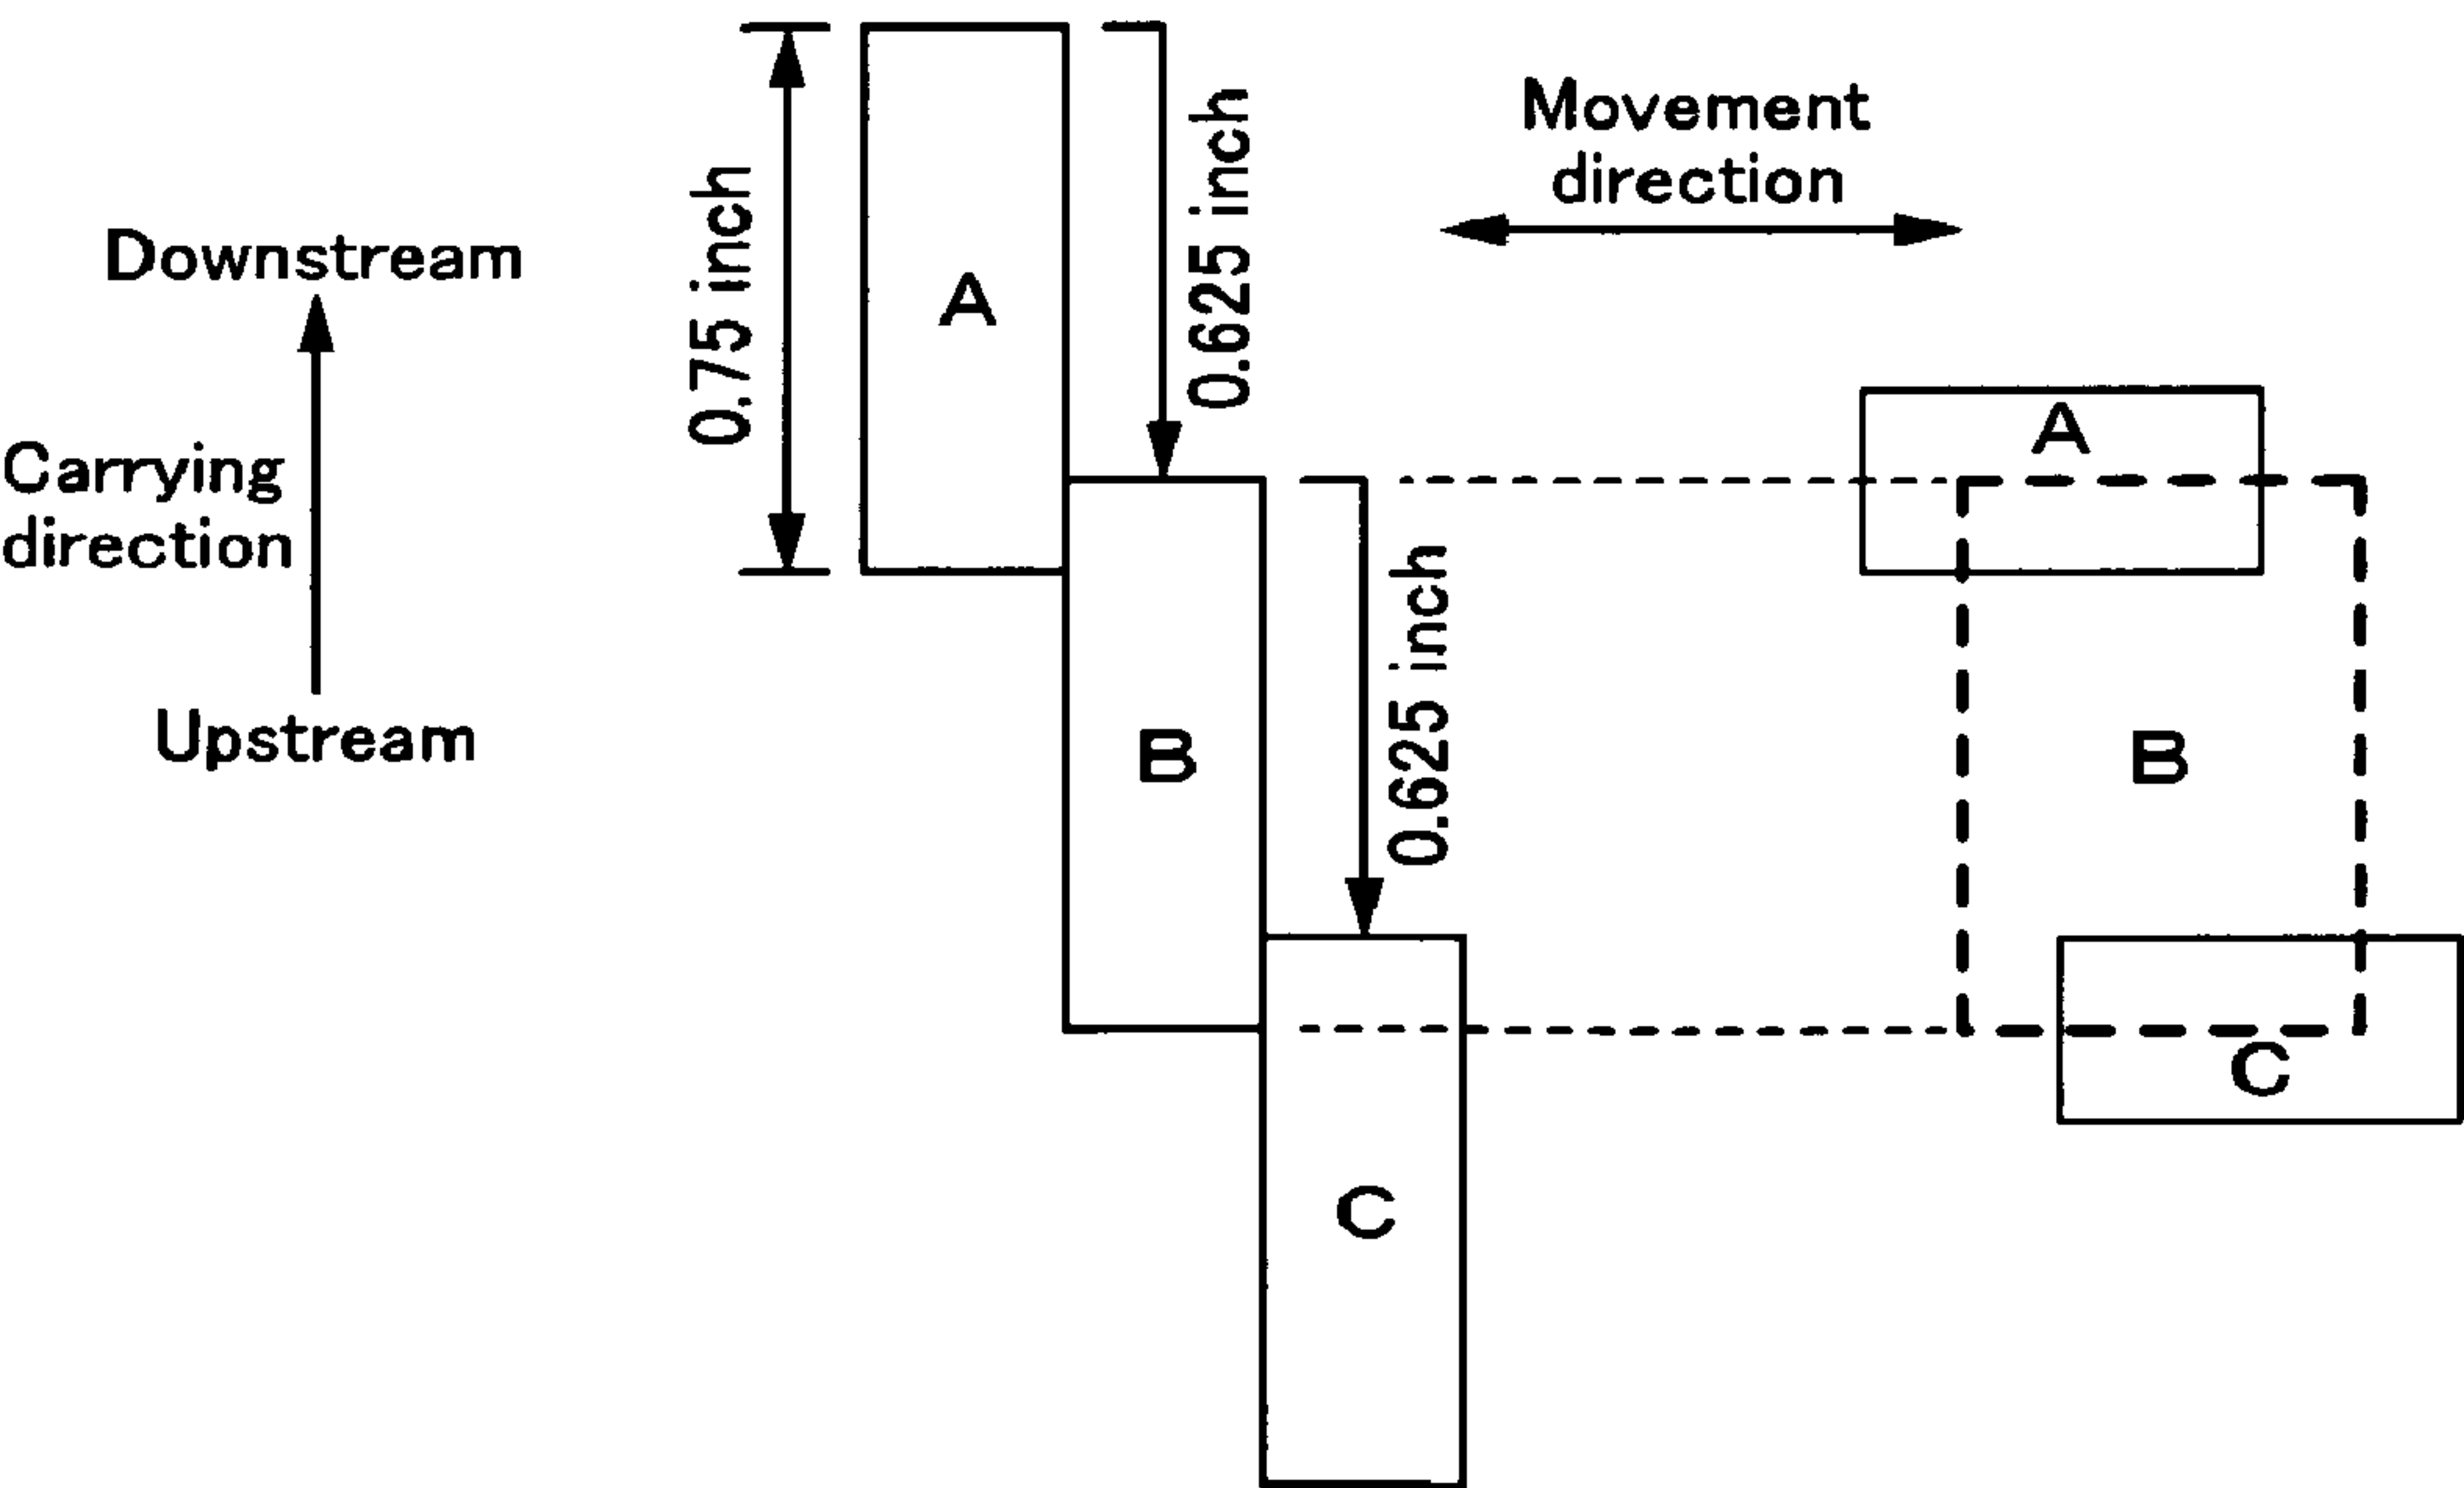 Downstream
Carrying
direction
Upstream
0.75 inch
A
0.625 inch
B
0.625 inch
C
Movement
direction
A
B
C